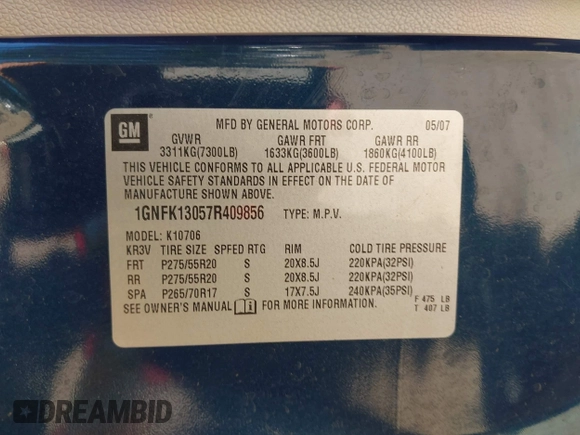 GM
MFD BY GENERAL MOTORS CORP. 05/07
GVWR GAWR FRT GAWR RR
3311KG(7300LB) 1633KG(3600LB) 1860KG(4100LB)
THIS VEHICLE CONFORMS TO ALL APPLICABLE U.S. FEDERAL MOTOR
VEHICLE SAFETY STANDARDS IN EFFECT ON THE DATE OF
MANUFACTURE SHOWN ABOVE.
1GNFK13057R409856 TYPE: M.P.V.
MODEL: K10706
KR3V TIRE SIZE SPEED RTG RIM COLD TIRE PRESSURE
FRT P275/55R20 S 20X8.5J 220KPA(32PSI)
RR P275/55R20 S 20X8.5J 220KPA(32PSI)
SPA P265/70R17 S 17X7.5J 240KPA(35PSI)
SEE OWNER'S MANUAL FOR MORE INFORMATION.
F 475 LB
T 407 LB
DREAMBID